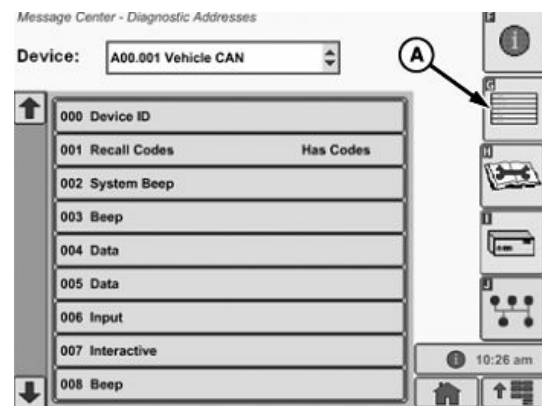 Message Center - Diagnostic Addresses
Device:
A00.001 Vehicle CAN
A
G
000 Device ID
001 Recall Codes Has Codes
H
002 System Beep
003 Beep
I
004 Data
005 Data
J
006 Input
007 Interactive
10:26 am
008 Beep